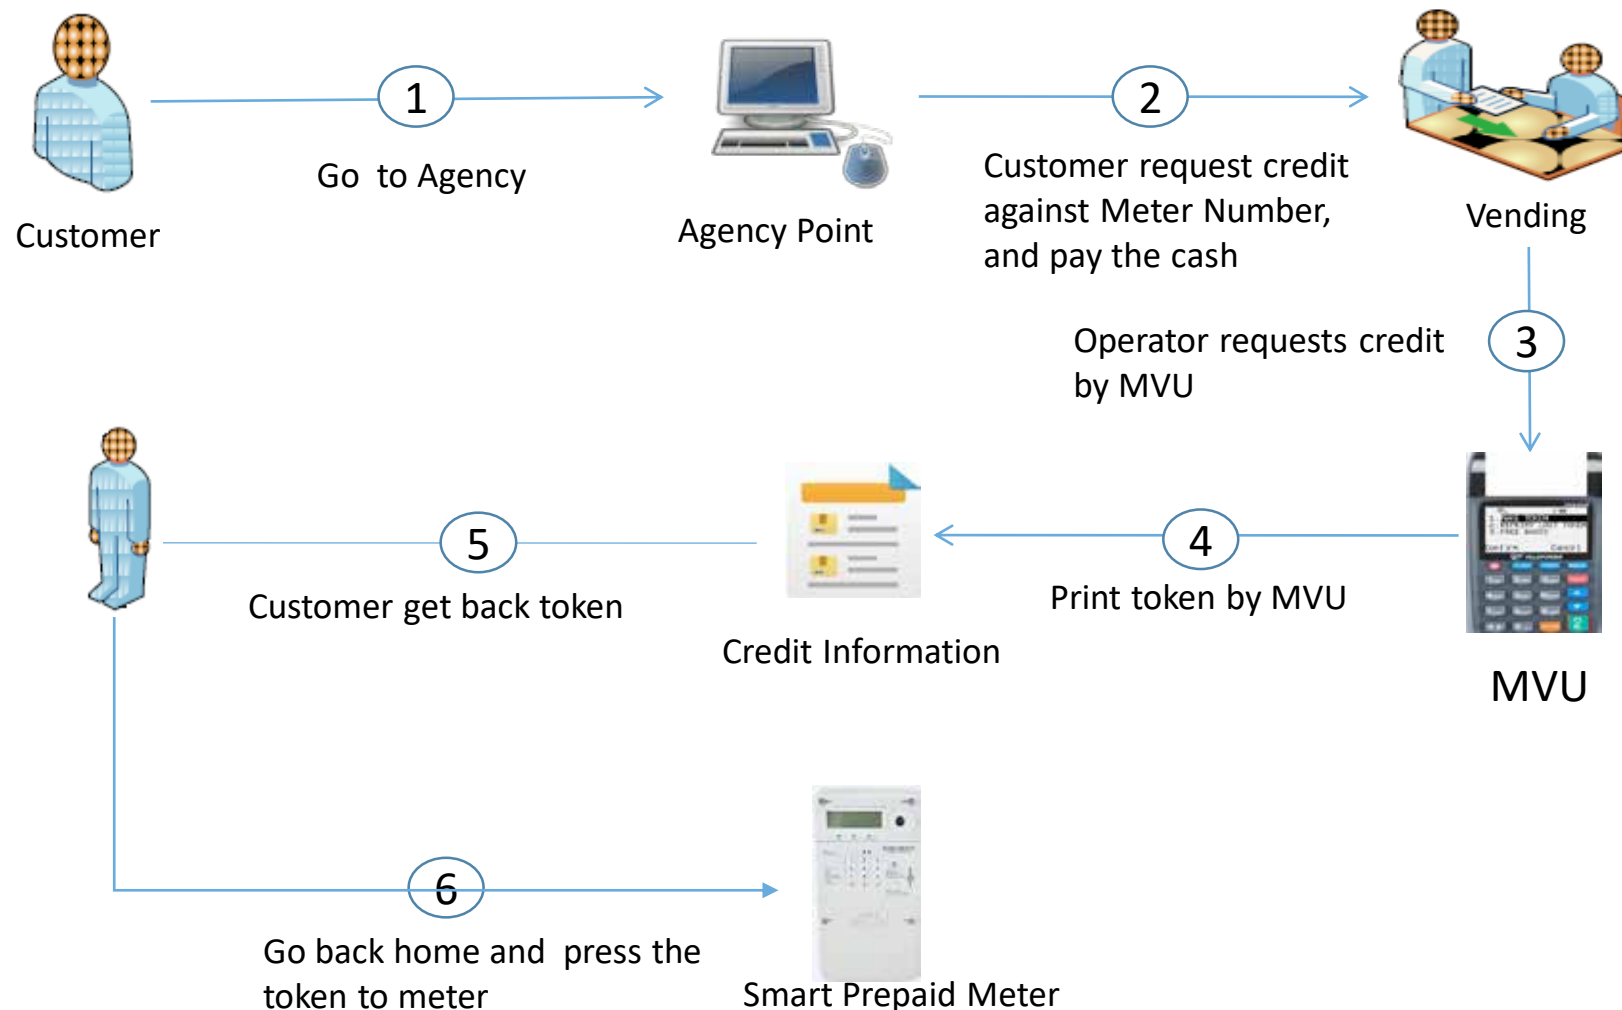 1
2
Go to Agency
Customer
Agency Point
Customer request credit
against Meter Number,
and pay the cash
Vending
Operator requests credit
by MVU
3
5
Customer get back token
Credit Information
4
Print token by MVU
Confirm Cancel
MVU
6
Go back home and press the
token to meter
Smart Prepaid Meter